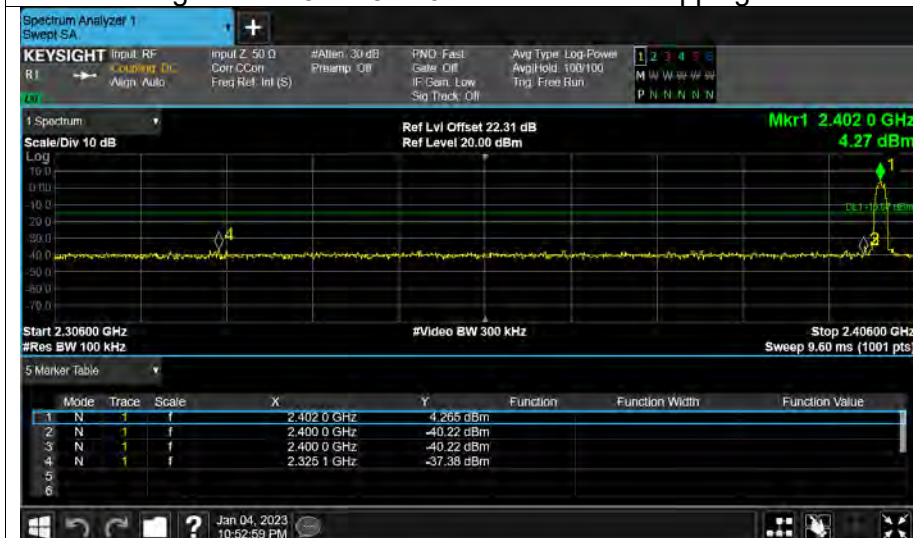 Spectrum Analyzer 1
Swept SA
+
KEYSIGHT Input: RF Input Z: 50 Ω #Atten: 30 dB PNO: Fast Avg Type: Log-Power 1 2 3 4 5 6
R1 Coupling: DC Corr CCorr Preamp: Off Gate: Off Avg|Hold: 100/100 M W W W W W
Align: Auto Freq Ref: Int (S) IF Gain: Low Trig: Free Run P N N N N N
Sig Track: Off
1 Spectrum Ref Lvl Offset 22.31 dB Mkr1 2.402 0 GHz
Scale/Div 10 dB Ref Level 20.00 dBm 4.27 dBm
Log
10.0 1
0.00
-10.0
-20.0
-30.0 4 2
-40.0
-50.0
-60.0
-70.0
Start 2.30600 GHz #Video BW 300 kHz Stop 2.40600 GHz
#Res BW 100 kHz Sweep 9.60 ms (1001 pts)
5 Marker Table
Mode Trace Scale X Y Function Function Width Function Value
1 N 1 f 2.402 0 GHz 4.265 dBm
2 N 1 f 2.400 0 GHz -40.22 dBm
3 N 1 f 2.400 0 GHz -40.22 dBm
4 N 1 f 2.325 1 GHz -37.38 dBm
5
6
? Jan 04, 2023
10:52:59 PM